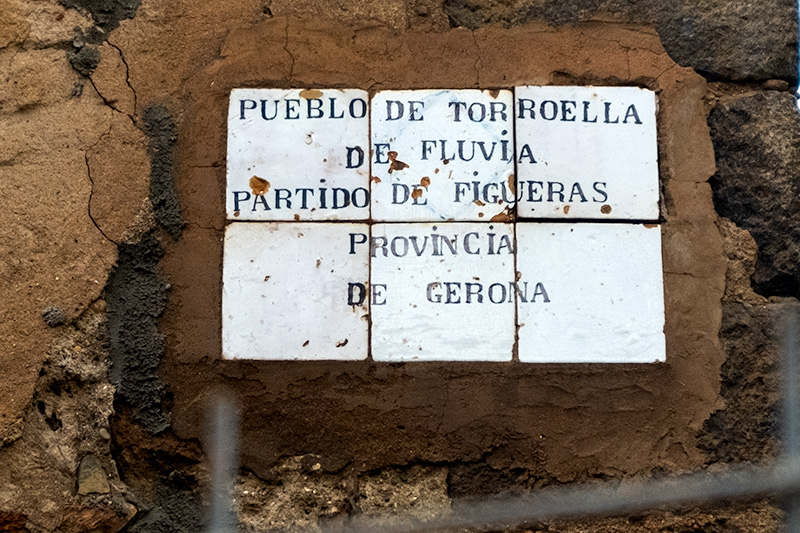 PUEBLO DE TORROELLA
DE FLUVIA
PARTIDO DE FIGUERAS
PROVINCIA
DE GERONA